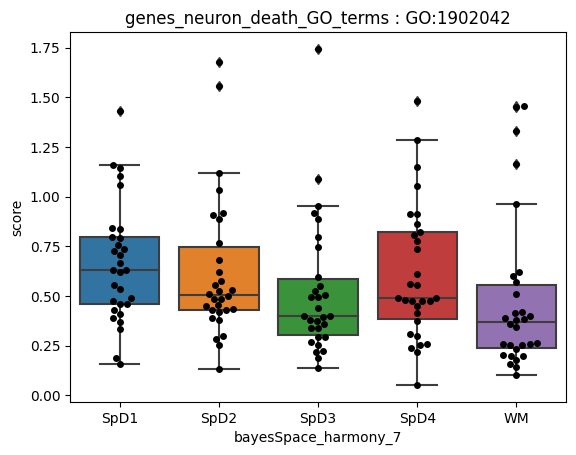 genes_neuron_death_GO_terms : GO:1902042
score
1.75
1.50
1.25
1.00
0.75
0.50
0.25
0.00
SpD1 SpD2 SpD3 SpD4 WM
bayesSpace_harmony_7